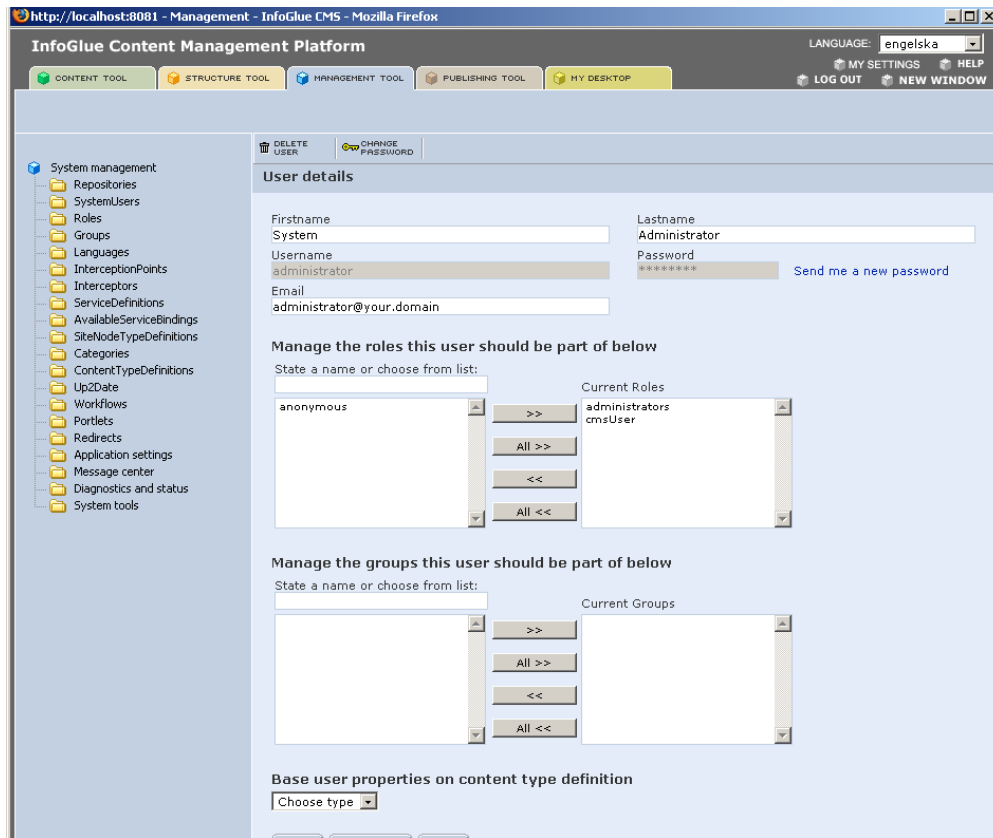 http://localhost:8081 - Management - InfoGlue CMS - Mozilla Firefox
InfoGlue Content Management Platform
LANGUAGE: engelska
MY SETTINGS HELP
LOG OUT NEW WINDOW
CONTENT TOOL STRUCTURE TOOL MANAGEMENT TOOL PUBLISHING TOOL MY DESKTOP
DELETE USER CHANGE PASSWORD
System management
Repositories
SystemUsers
Roles
Groups
Languages
InterceptionPoints
Interceptors
ServiceDefinitions
AvailableServiceBindings
SiteNodeTypeDefinitions
Categories
ContentTypeDefinitions
Up2Date
Workflows
Portlets
Redirects
Application settings
Message center
Diagnostics and status
System tools
User details
Firstname Lastname
System Administrator
Username Password
administrator ******** Send me a new password
Email
administrator@your.domain
Manage the roles this user should be part of below
State a name or choose from list:
Current Roles
anonymous >> administrators
cmsUser
All >>
<<
All <<
Manage the groups this user should be part of below
State a name or choose from list:
Current Groups
>>
All >>
<<
All <<
Base user properties on content type definition
Choose type